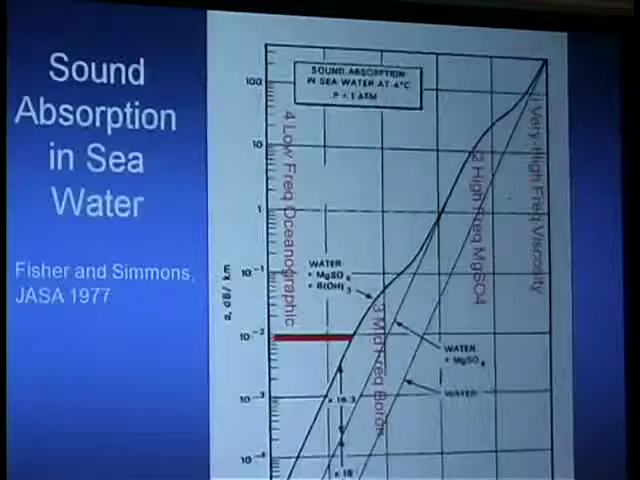 Sound
Absorption
in Sea
Water
Fisher and Simmons,
JASA 1977
SOUND ABSORPTION
IN SEA WATER AT 4°C
P = 1 ATM
α, dB/km
100
10
1
10⁻¹
10⁻²
10⁻³
10⁻⁴
4 Low Freq Oceanographic
3 Mid Freq Boron
2 High Freq MgSO4
1 Very High Freq Viscosity
WATER
+ MgSO₄
+ B(OH)₃
WATER
+ MgSO₄
WATER